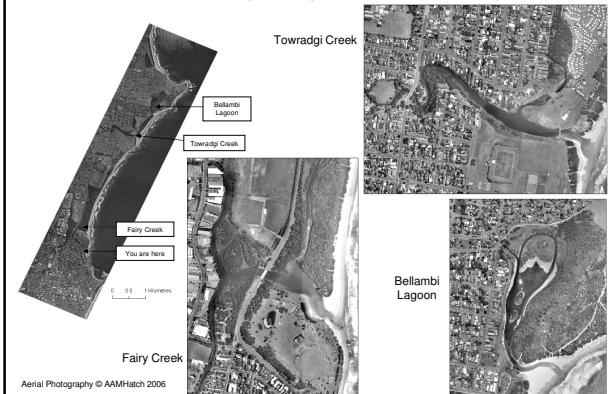 Towradgi Creek
Bellambi
Lagoon
Towradgi Creek
Fairy Creek
You are here
0 0.5 1 Kilometres
Bellambi
Lagoon
Fairy Creek
Aerial Photography © AAMHatch 2006